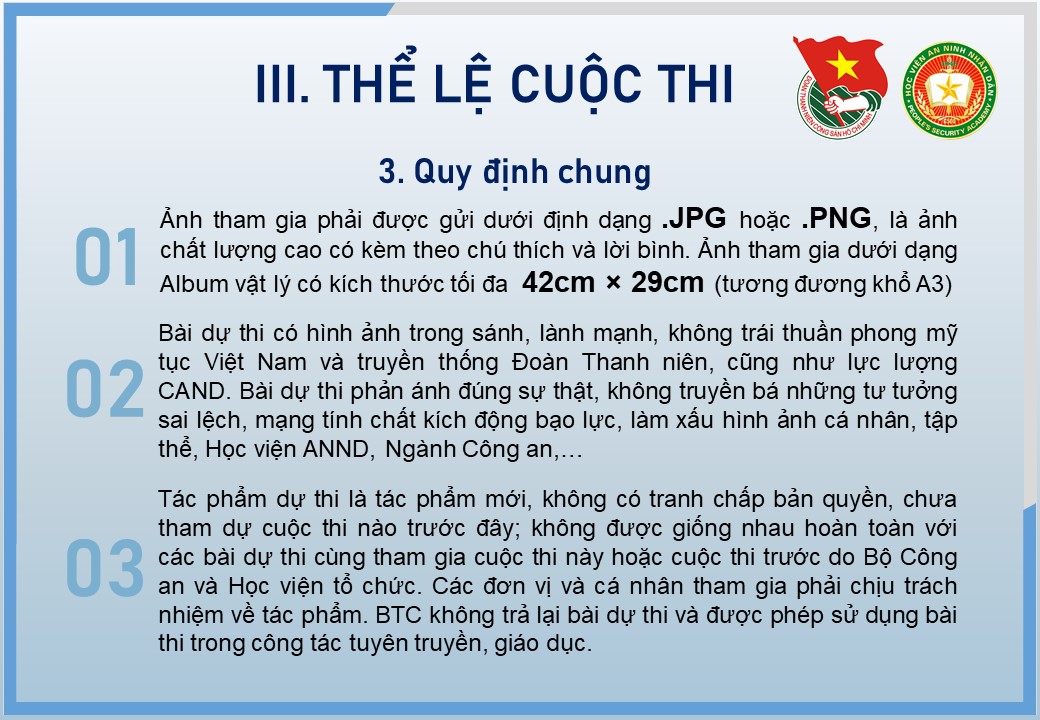 III. THỂ LỆ CUỘC THI
ĐOÀN THANH NIÊN CỘNG SẢN HỒ CHÍ MINH
HỌC VIỆN AN NINH NHÂN DÂN
PEOPLE'S SECURITY ACADEMY
3. Quy định chung
01
Ảnh tham gia phải được gửi dưới định dạng .JPG hoặc .PNG, là ảnh
chất lượng cao có kèm theo chú thích và lời bình. Ảnh tham gia dưới dạng
Album vật lý có kích thước tối đa 42cm × 29cm (tương đương khổ A3)
02
Bài dự thi có hình ảnh trong sánh, lành mạnh, không trái thuần phong mỹ
tục Việt Nam và truyền thống Đoàn Thanh niên, cũng như lực lượng
CAND. Bài dự thi phản ánh đúng sự thật, không truyền bá những tư tưởng
sai lệch, mạng tính chất kích động bạo lực, làm xấu hình ảnh cá nhân, tập
thể, Học viện ANND, Ngành Công an,…
03
Tác phẩm dự thi là tác phẩm mới, không có tranh chấp bản quyền, chưa
tham dự cuộc thi nào trước đây; không được giống nhau hoàn toàn với
các bài dự thi cùng tham gia cuộc thi này hoặc cuộc thi trước do Bộ Công
an và Học viện tổ chức. Các đơn vị và cá nhân tham gia phải chịu trách
nhiệm về tác phẩm. BTC không trả lại bài dự thi và được phép sử dụng bài
thi trong công tác tuyên truyền, giáo dục.